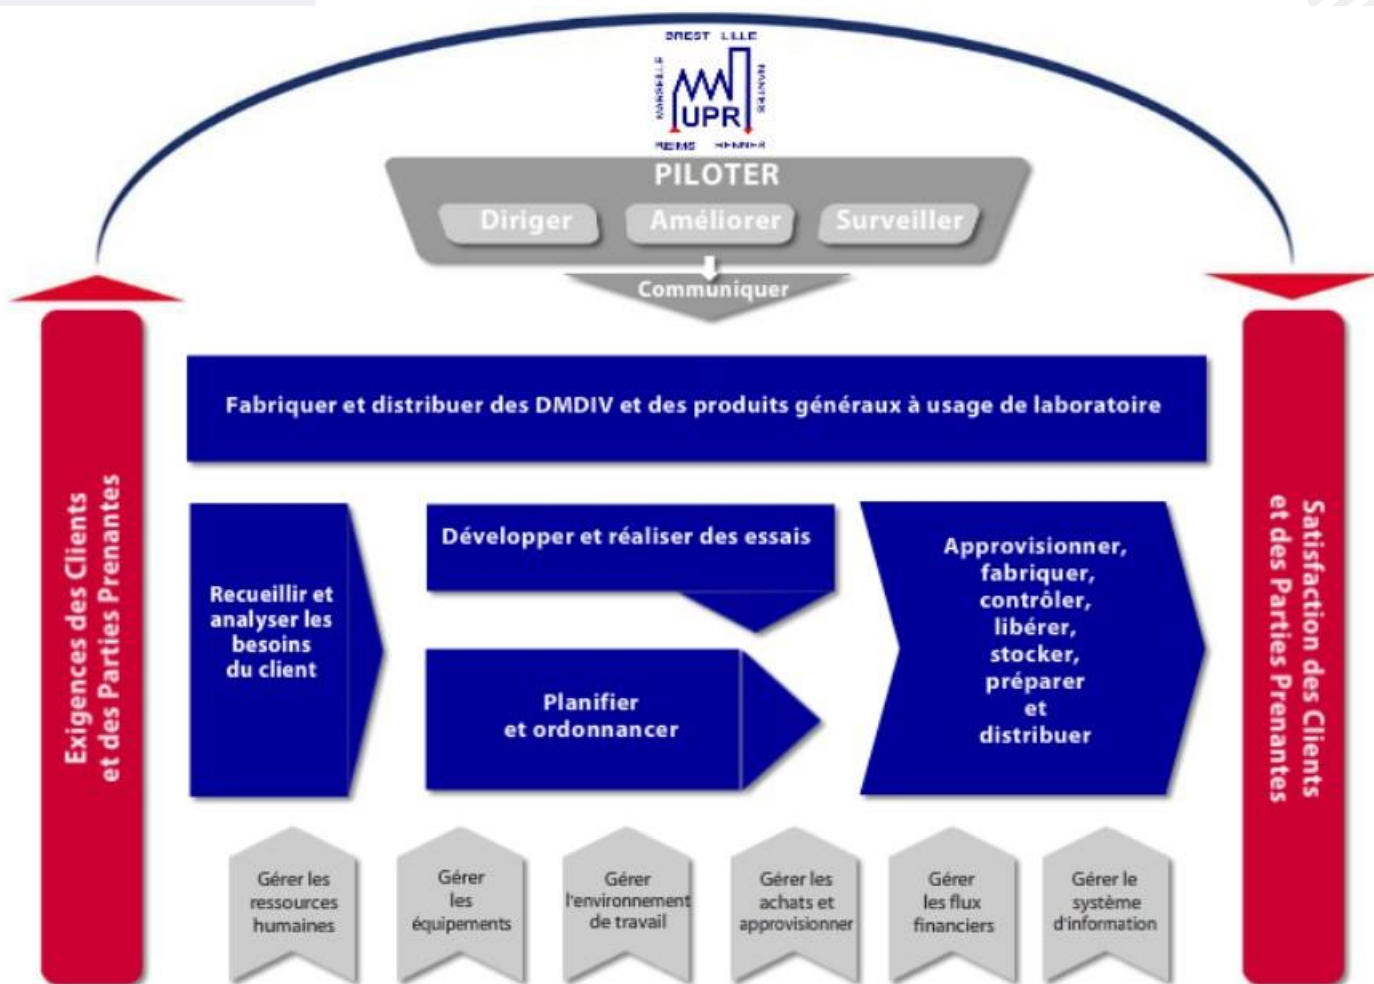 BREST LILLE
MARSEILLE
NANTES
UPR
REIMS RENNES
PILOTER
Diriger
Améliorer
Surveiller
Communiquer
Fabriquer et distribuer des DMDIV et des produits généraux à usage de laboratoire
Exigences des Clients
et des Parties Prenantes
Recueillir et
analyser les
besoins
du client
Développer et réaliser des essais
Planifier
et ordonnancer
Approvisionner,
fabriquer,
contrôler,
libérer,
stocker,
préparer
et
distribuer
Satisfaction des Clients
et des Parties Prenantes
Gérer les
ressources
humaines
Gérer
les
équipements
Gérer
l'environnement
de travail
Gérer les
achats et
approvisionner
Gérer
les flux
financiers
Gérer le
système
d'information